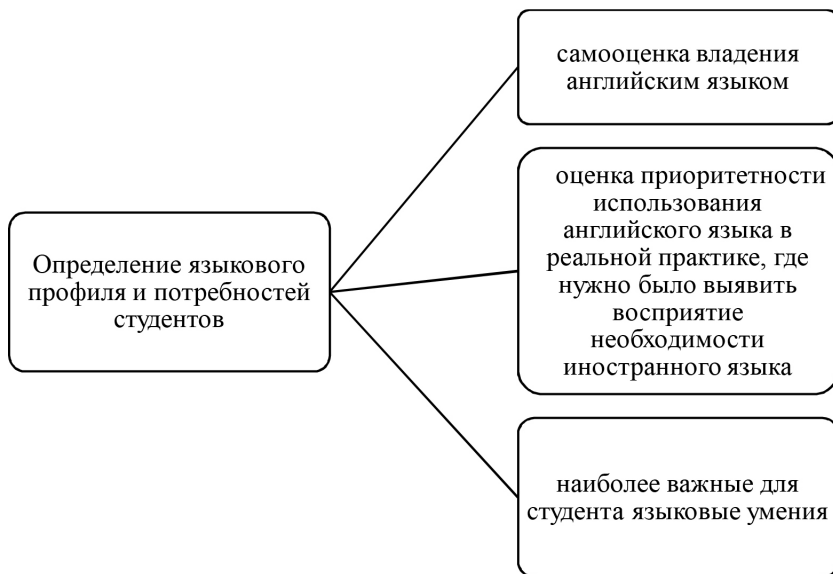 самооценка владения
английским языком
оценка приоритетности
использования
английского языка в
реальной практике, где
нужно было выявить
восприятие
необходимости
иностранного языка
Определение языкового
профиля и потребностей
студентов
наиболее важные для
студента языковые умения